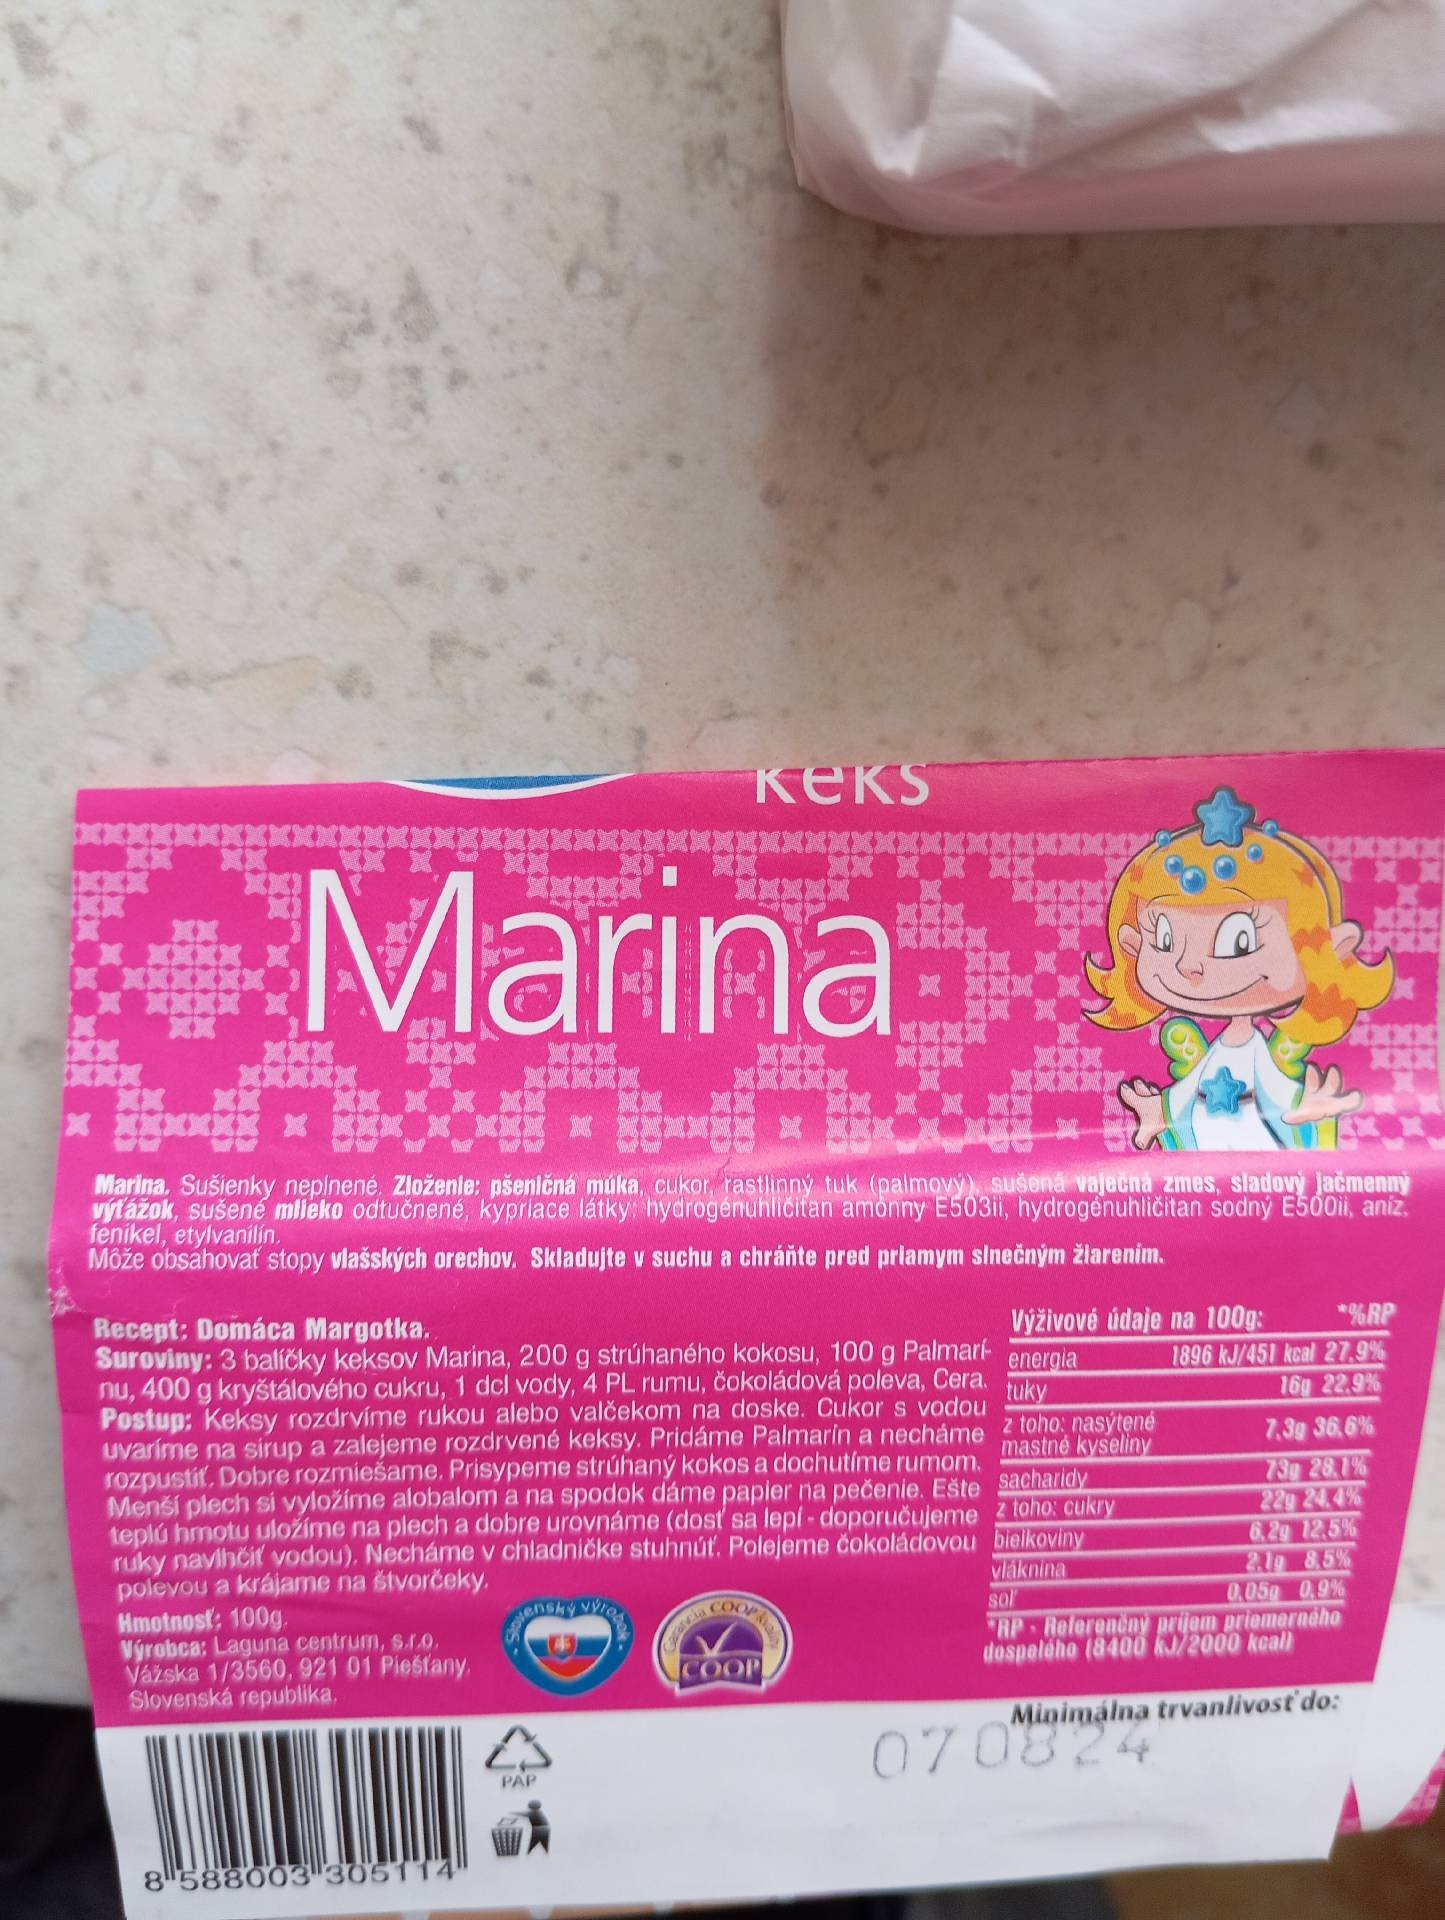 keks
Marina
Marina. Sušienky neplnené. Zloženie: pšeničná múka, cukor, rastlinný tuk (palmový), sušená vaječná zmes, sladový jačmenný
výťažok, sušené mlieko odtučnené, kypriace látky: hydrogénuhličitan amónny E503ii, hydrogénuhličitan sodný E500ii, aníz,
fenikel, etylvanilín.
Môže obsahovať stopy vlašských orechov. Skladujte v suchu a chráňte pred priamym slnečným žiarením.
Recept: Domáca Margotka.
Suroviny: 3 balíčky keksov Marina, 200 g strúhaného kokosu, 100 g Palmarí-
nu, 400 g kryštálového cukru, 1 dcl vody, 4 PL rumu, čokoládová poleva, Cera.
Postup: Keksy rozdrvíme rukou alebo valčekom na doske. Cukor s vodou
uvaríme na sirup a zalejeme rozdrvené keksy. Pridáme Palmarín a necháme
rozpustiť. Dobre rozmiešame. Prisypeme strúhaný kokos a dochutíme rumom.
Menší plech si vyložíme alobalom a na spodok dáme papier na pečenie. Ešte
teplú hmotu uložíme na plech a dobre urovnáme (dosť sa lepí - doporučujeme
ruky navlhčiť vodou). Necháme v chladničke stuhnúť. Polejeme čokoládovou
polevou a krájame na štvorčeky.
Hmotnosť: 100g.
Výrobca: Laguna centrum, s.r.o.
Vážska 1/3560, 921 01 Piešťany.
Slovenská republika.
Slovenský výrobok
Garancia COOP kvality
COOP
Výživové údaje na 100g: *%RP
energia 1896 kJ/451 kcal 27,9%
tuky 16g 22,9%
z toho: nasýtené
mastné kyseliny 7,3g 36,6%
sacharidy 73g 28,1%
z toho: cukry 22g 24,4%
bielkoviny 6,2g 12,5%
vláknina 2,1g 8,5%
soľ 0,05g 0,9%
*RP - Referenčný príjem priemerného
dospelého (8400 kJ/2000 kcal)
Minimálna trvanlivosť do:
070824
PAP
8 588003 305114